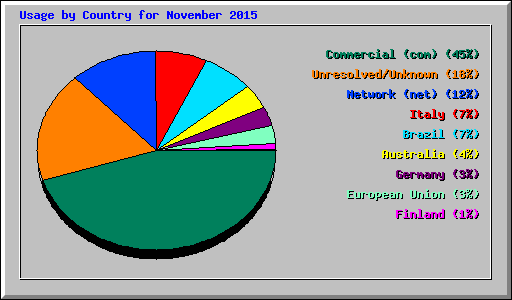 Usage by Country for November 2015
Commercial (com) (45%)
Unresolved/Unknown (18%)
Network (net) (12%)
Italy (7%)
Brazil (7%)
Australia (4%)
Germany (3%)
European Union (3%)
Finland (1%)